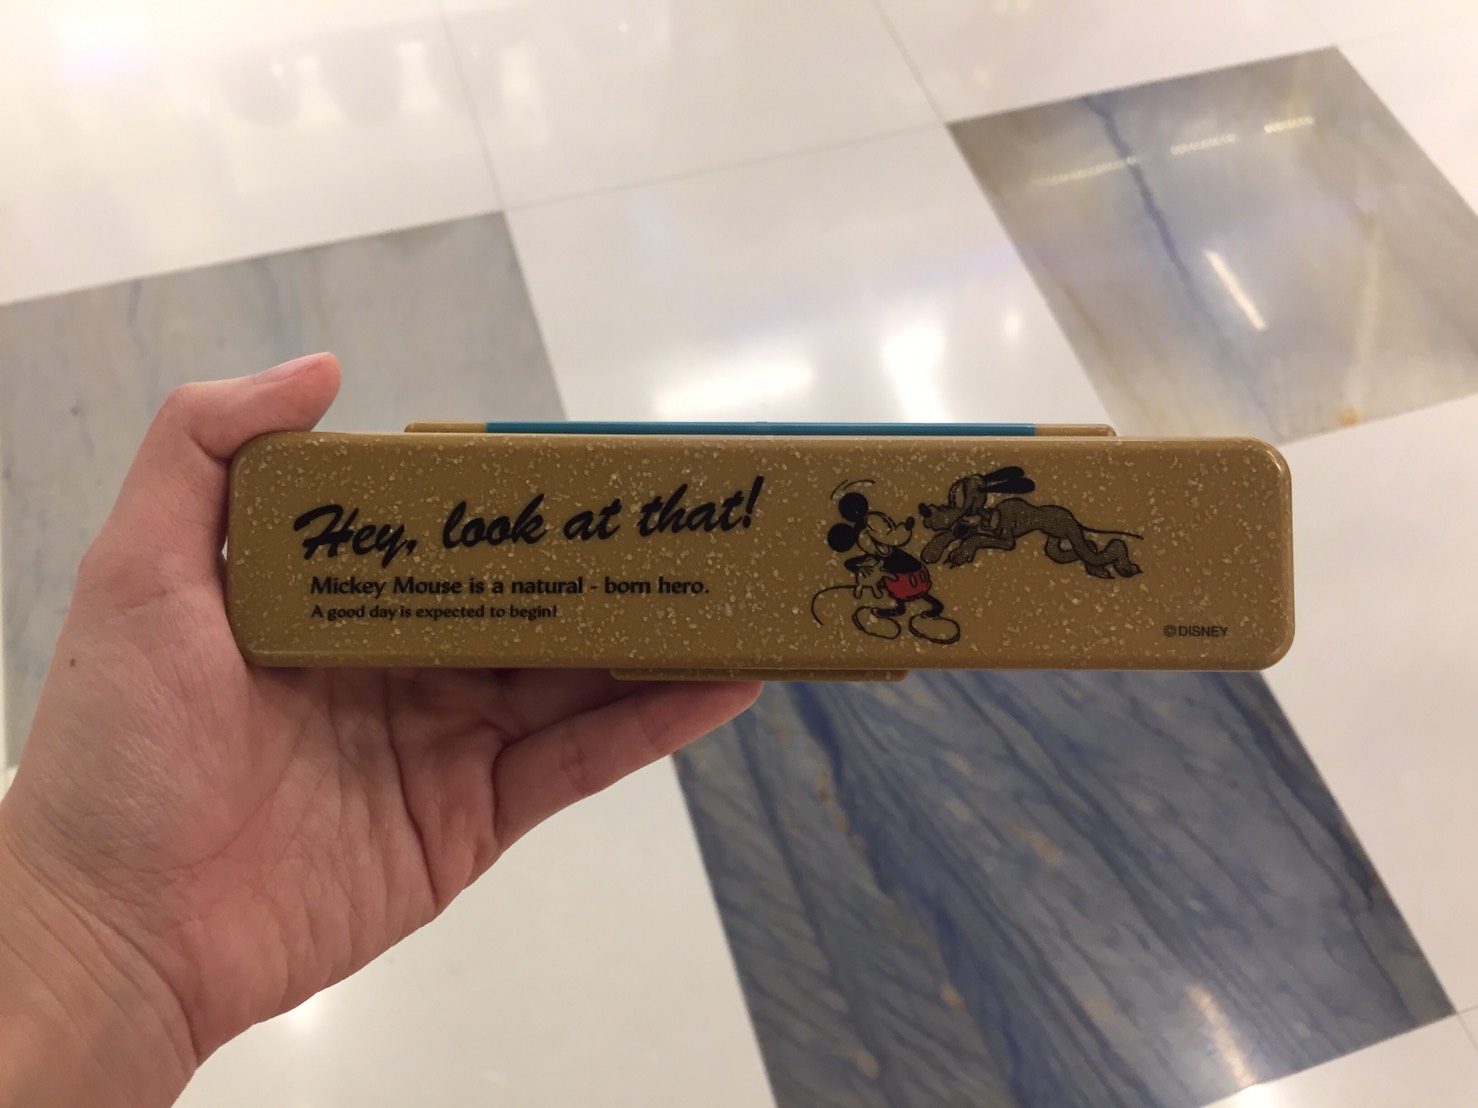 Hey, look at that!
Mickey Mouse is a natural - born hero.
A good day is expected to begin!
© DISNEY